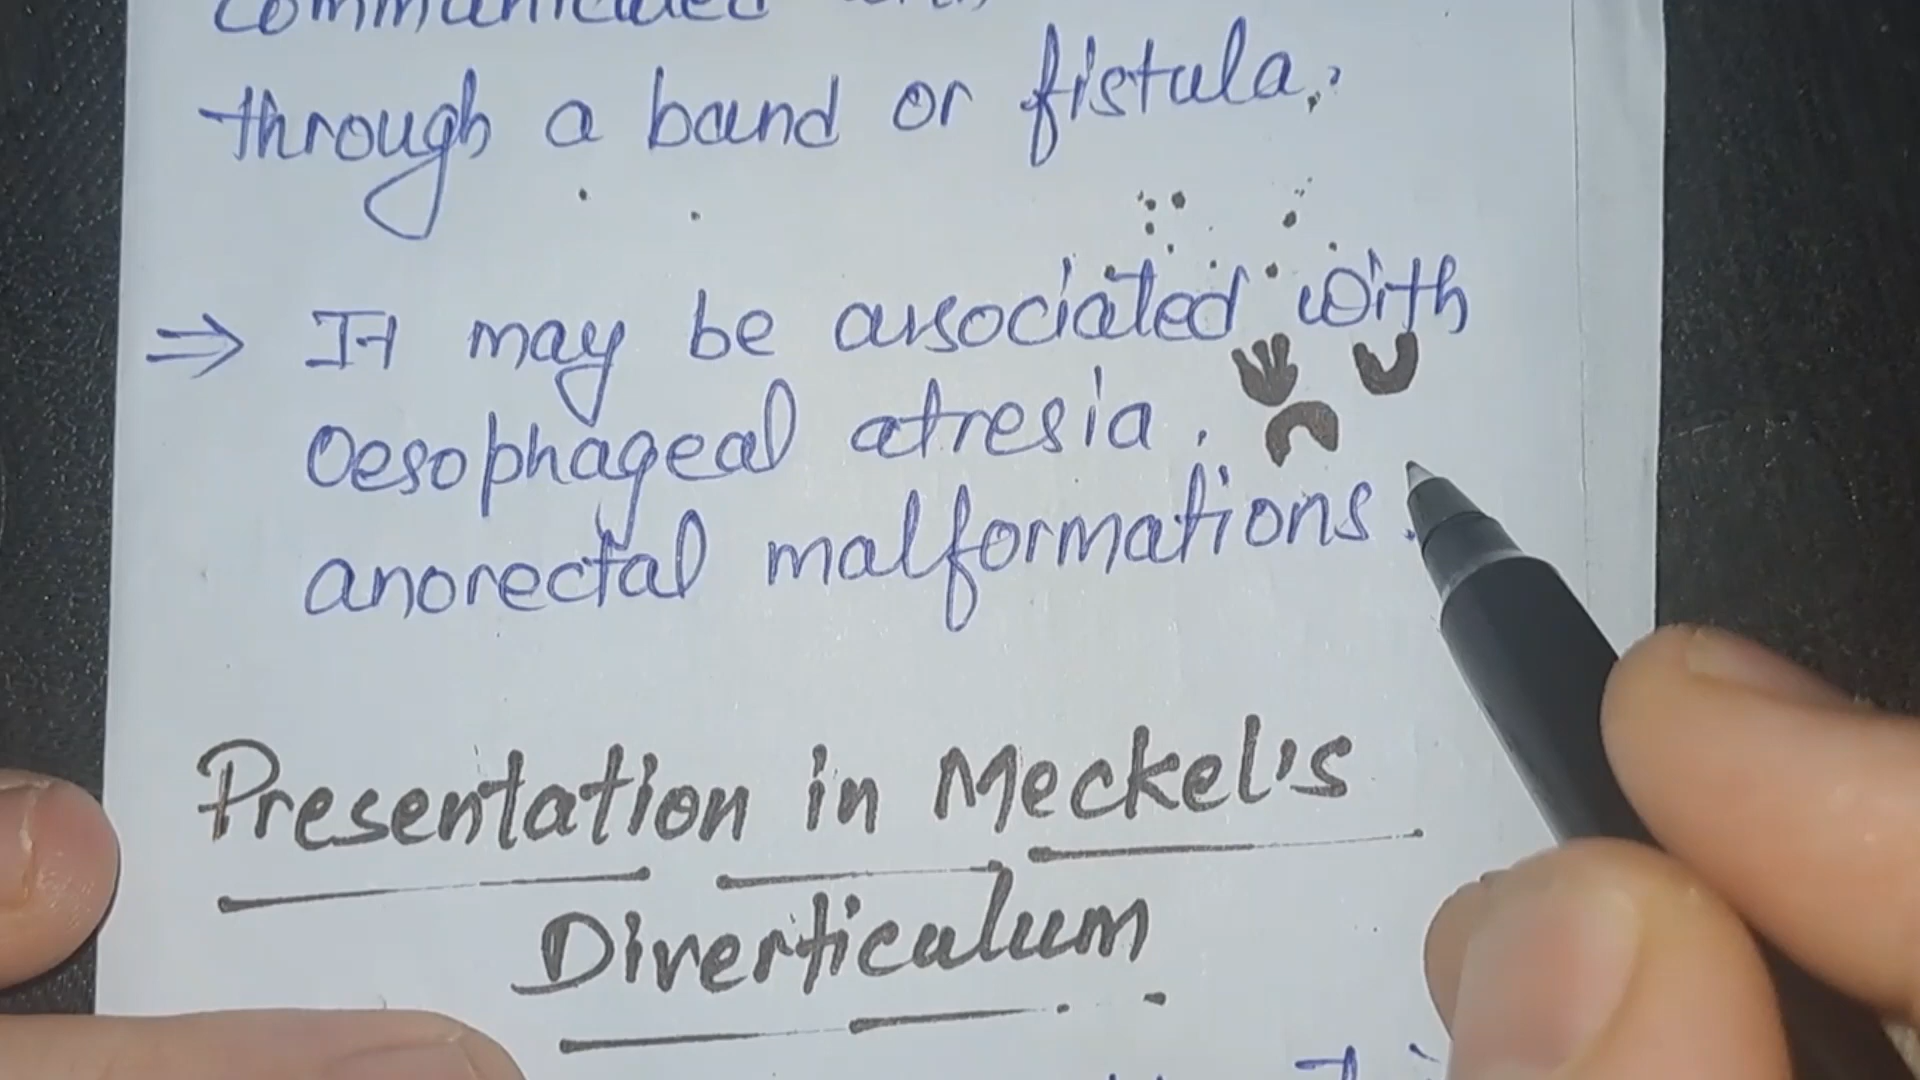 through a band or fistula.
⇒ It may be associated with
Oesophageal atresia.
anorectal malformations.
Presentation in Meckel's
Diverticulum